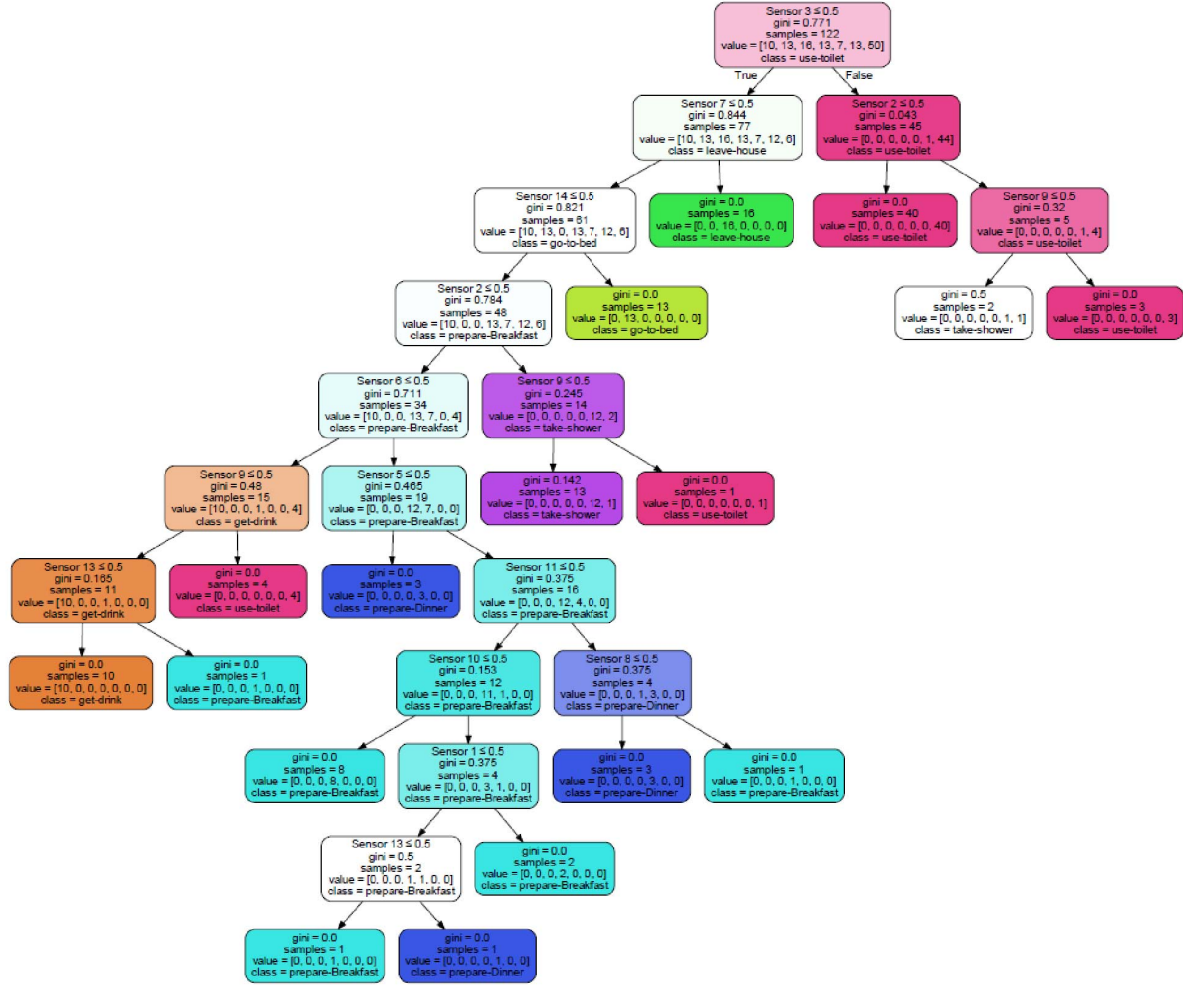 Sensor 3 ≤ 0.5
gini = 0.771
samples = 122
value = [10, 13, 16, 13, 7, 13, 50]
class = use-toilet
True
False
Sensor 7 ≤ 0.5
gini = 0.844
samples = 77
value = [10, 13, 16, 13, 7, 12, 6]
class = leave-house
Sensor 2 ≤ 0.5
gini = 0.043
samples = 45
value = [0, 0, 0, 0, 0, 1, 44]
class = use-toilet
Sensor 14 ≤ 0.5
gini = 0.821
samples = 61
value = [10, 13, 0, 13, 7, 12, 6]
class = go-to-bed
gini = 0.0
samples = 16
value = [0, 0, 16, 0, 0, 0, 0]
class = leave-house
gini = 0.0
samples = 40
value = [0, 0, 0, 0, 0, 0, 40]
class = use-toilet
Sensor 9 ≤ 0.5
gini = 0.32
samples = 5
value = [0, 0, 0, 0, 0, 1, 4]
class = use-toilet
Sensor 2 ≤ 0.5
gini = 0.784
samples = 48
value = [10, 0, 0, 13, 7, 12, 6]
class = prepare-Breakfast
gini = 0.0
samples = 13
value = [0, 13, 0, 0, 0, 0, 0]
class = go-to-bed
gini = 0.5
samples = 2
value = [0, 0, 0, 0, 0, 1, 1]
class = take-shower
gini = 0.0
samples = 3
value = [0, 0, 0, 0, 0, 0, 3]
class = use-toilet
Sensor 6 ≤ 0.5
gini = 0.711
samples = 34
value = [10, 0, 0, 13, 7, 0, 4]
class = prepare-Breakfast
Sensor 9 ≤ 0.5
gini = 0.245
samples = 14
value = [0, 0, 0, 0, 0, 12, 2]
class = take-shower
Sensor 9 ≤ 0.5
gini = 0.48
samples = 15
value = [10, 0, 0, 1, 0, 0, 4]
class = get-drink
Sensor 5 ≤ 0.5
gini = 0.465
samples = 19
value = [0, 0, 0, 12, 7, 0, 0]
class = prepare-Breakfast
gini = 0.142
samples = 13
value = [0, 0, 0, 0, 0, 12, 1]
class = take-shower
gini = 0.0
samples = 1
value = [0, 0, 0, 0, 0, 0, 1]
class = use-toilet
Sensor 13 ≤ 0.5
gini = 0.165
samples = 11
value = [10, 0, 0, 1, 0, 0, 0]
class = get-drink
gini = 0.0
samples = 4
value = [0, 0, 0, 0, 0, 0, 4]
class = use-toilet
gini = 0.0
samples = 3
value = [0, 0, 0, 0, 3, 0, 0]
class = prepare-Dinner
Sensor 11 ≤ 0.5
gini = 0.375
samples = 16
value = [0, 0, 0, 12, 4, 0, 0]
class = prepare-Breakfast
gini = 0.0
samples = 10
value = [10, 0, 0, 0, 0, 0, 0]
class = get-drink
gini = 0.0
samples = 1
value = [0, 0, 0, 1, 0, 0, 0]
class = prepare-Breakfast
Sensor 10 ≤ 0.5
gini = 0.153
samples = 12
value = [0, 0, 0, 11, 1, 0, 0]
class = prepare-Breakfast
Sensor 8 ≤ 0.5
gini = 0.375
samples = 4
value = [0, 0, 0, 1, 3, 0, 0]
class = prepare-Dinner
gini = 0.0
samples = 8
value = [0, 0, 0, 8, 0, 0, 0]
class = prepare-Breakfast
Sensor 1 ≤ 0.5
gini = 0.375
samples = 4
value = [0, 0, 0, 3, 1, 0, 0]
class = prepare-Breakfast
gini = 0.0
samples = 3
value = [0, 0, 0, 0, 3, 0, 0]
class = prepare-Dinner
gini = 0.0
samples = 1
value = [0, 0, 0, 1, 0, 0, 0]
class = prepare-Breakfast
Sensor 13 ≤ 0.5
gini = 0.5
samples = 2
value = [0, 0, 0, 1, 1, 0, 0]
class = prepare-Breakfast
gini = 0.0
samples = 2
value = [0, 0, 0, 2, 0, 0, 0]
class = prepare-Breakfast
gini = 0.0
samples = 1
value = [0, 0, 0, 1, 0, 0, 0]
class = prepare-Breakfast
gini = 0.0
samples = 1
value = [0, 0, 0, 0, 1, 0, 0]
class = prepare-Dinner